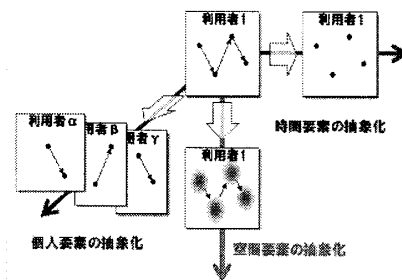 利用者1
利用者1
時間要素の抽象化
利用者α
利用者β
利用者γ
利用者1
個人要素の抽象化
空間要素の抽象化